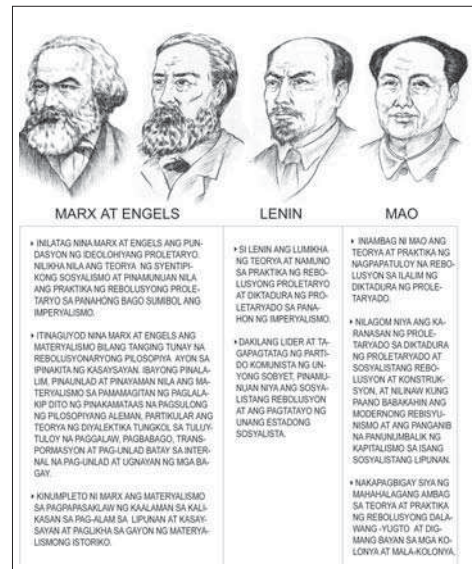 MARX AT ENGELS
▸ INILATAG NINA MARX AT ENGELS ANG PUN-
DASYON NG IDEOLOHIYANG PROLETARYO.
NILIKHA NILA ANG TEORYA NG SYENTIPI-
KONG SOSYALISMO AT PINAMUNUAN NILA
ANG PRAKTIKA NG REBOLUSYONG PROLE-
TARYO SA PANAHONG BAGO SUMIBOL ANG
IMPERYALISMO.
▸ ITINAGUYOD NINA MARX AT ENGELS ANG
MATERYALISMO BILANG TANGING TUNAY NA
REBOLUSYONARYONG PILOSOPIYA AYON SA
IPINAKITA NG KASAYSAYAN. IBAYONG PINALA-
LIM, PINAUNLAD AT PINAYAMAN NILA ANG MA-
TERYALISMO SA PAMAMAGITAN NG PAGLALA-
KIP DITO NG PINAKAMATAAS NA PAGSULONG
NG PILOSOPIYANG ALEMAN, PARTIKULAR ANG
TEORYA NG DIYALEKTIKA TUNGKOL SA TULUY-
TULOY NA PAGGALAW, PAGBABAGO, TRANS-
PORMASYON AT PAG-UNLAD BATAY SA INTER-
NAL NA PAG-UNLAD AT UGNAYAN NG MGA BA-
GAY.
▸ KINUMPLETO NI MARX ANG MATERYALISMO
SA PAGPAPASAKLAW NG KAALAMAN SA KALI-
KASAN SA PAG-ALAM SA LIPUNAN AT KASAY-
SAYAN AT PAGLIKHA SA GAYON NG MATERYA-
LISMONG ISTORIKO.
LENIN
▸ SI LENIN ANG LUMIKHA
NG TEORYA AT NAMUNO
SA PRAKTIKA NG REBO-
LUSYONG PROLETARYO
AT DIKTADURA NG PRO-
LETARYADO SA PANA-
HON NG IMPERYALISMO.
▸ DAKILANG LIDER AT TA-
GAPAGTATAG NG PARTI-
DO KOMUNISTA NG UN-
YONG SOBYET, PINAMU-
NUAN NIYA ANG SOSYA-
LISTANG REBOLUSYON
AT ANG PAGTATAYO NG
UNANG ESTADONG
SOSYALISTA.
MAO
▸ INIAMBAG NI MAO ANG
TEORYA AT PRAKTIKA NG
NAGPAPATULOY NA REBO-
LUSYON SA ILALIM NG
DIKTADURA NG PROLE-
TARYADO.
▸ NILAGOM NIYA ANG KA-
RANASAN NG PROLE-
TARYADO SA DIKTADURA
NG PROLETARYADO AT
SOSYALISTANG REBO-
LUSYON AT KONSTRUK-
SYON, AT NILINAW KUNG
PAANO BABAKAHIN ANG
MODERNONG REBISYU-
NISMO AT ANG PANGANIB
NA PANUNUMBALIK NG
KAPITALISMO SA ISANG
SOSYALISTANG LIPUNAN.
▸ NAKAPAGBIGAY SIYA NG
MAHAHALAGANG AMBAG
SA TEORYA AT PRAKTIKA
NG REBOLUSYONG DALA-
WANG -YUGTO AT DIG-
MANG BAYAN SA MGA KO-
LONYA AT MALA-KOLONYA.